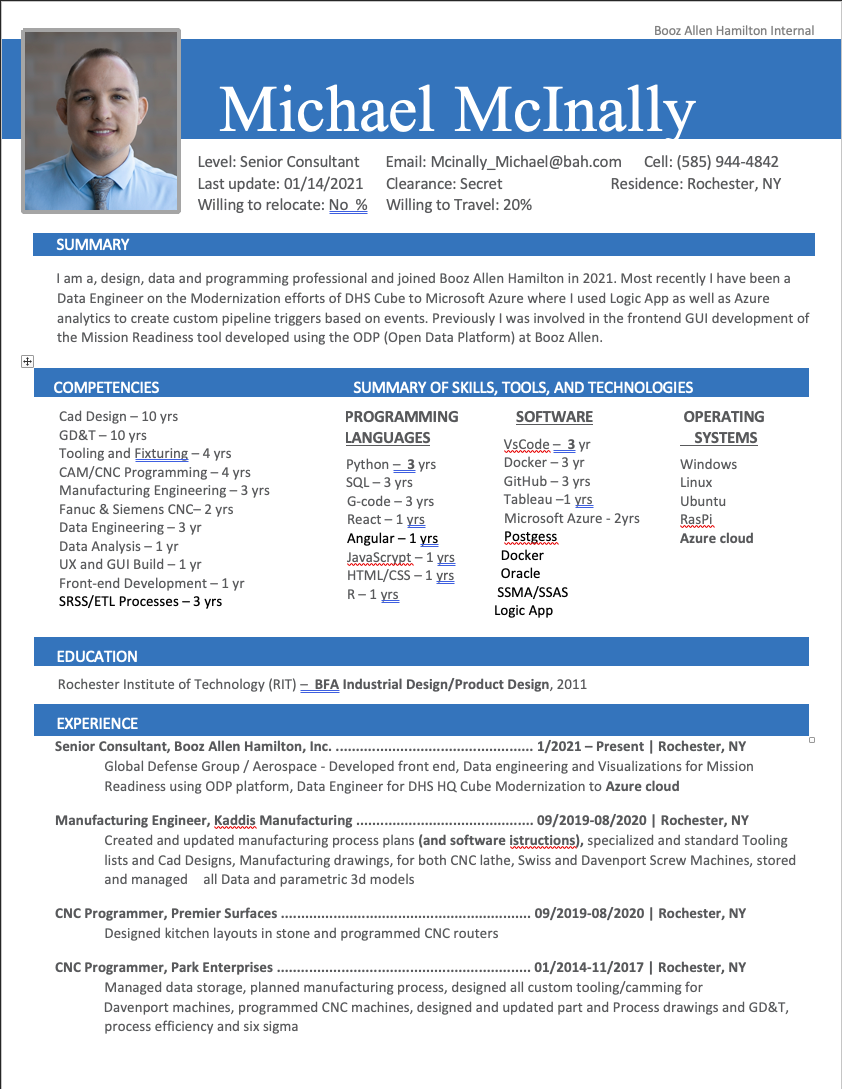 Booz Allen Hamilton Internal
Michael McInally
Level: Senior Consultant Email: Mcinally_Michael@bah.com Cell: (585) 944-4842
Last update: 01/14/2021 Clearance: Secret Residence: Rochester, NY
Willing to relocate: No % Willing to Travel: 20%
SUMMARY
I am a, design, data and programming professional and joined Booz Allen Hamilton in 2021. Most recently I have been a
Data Engineer on the Modernization efforts of DHS Cube to Microsoft Azure where I used Logic App as well as Azure
analytics to create custom pipeline triggers based on events. Previously I was involved in the frontend GUI development of
the Mission Readiness tool developed using the ODP (Open Data Platform) at Booz Allen.
COMPETENCIES
Cad Design – 10 yrs
GD&T – 10 yrs
Tooling and Fixturing – 4 yrs
CAM/CNC Programming – 4 yrs
Manufacturing Engineering – 3 yrs
Fanuc & Siemens CNC– 2 yrs
Data Engineering – 3 yr
Data Analysis – 1 yr
UX and GUI Build – 1 yr
Front-end Development – 1 yr
SRSS/ETL Processes – 3 yrs
SUMMARY OF SKILLS, TOOLS, AND TECHNOLOGIES
PROGRAMMING
LANGUAGES
Python – 3 yrs
SQL – 3 yrs
G-code – 3 yrs
React – 1 yrs
Angular – 1 yrs
JavaScrypt – 1 yrs
HTML/CSS – 1 yrs
R – 1 yrs
SOFTWARE
VsCode – 3 yr
Docker – 3 yr
GitHub – 3 yrs
Tableau –1 yrs
Microsoft Azure - 2yrs
Postgess
Docker
Oracle
SSMA/SSAS
Logic App
OPERATING
SYSTEMS
Windows
Linux
Ubuntu
RasPi
Azure cloud
EDUCATION
Rochester Institute of Technology (RIT) – BFA Industrial Design/Product Design, 2011
EXPERIENCE
Senior Consultant, Booz Allen Hamilton, Inc. ................................................. 1/2021 – Present | Rochester, NY
Global Defense Group / Aerospace - Developed front end, Data engineering and Visualizations for Mission
Readiness using ODP platform, Data Engineer for DHS HQ Cube Modernization to Azure cloud
Manufacturing Engineer, Kaddis Manufacturing ............................................ 09/2019-08/2020 | Rochester, NY
Created and updated manufacturing process plans (and software istructions), specialized and standard Tooling
lists and Cad Designs, Manufacturing drawings, for both CNC lathe, Swiss and Davenport Screw Machines, stored
and managed all Data and parametric 3d models
CNC Programmer, Premier Surfaces .............................................................. 09/2019-08/2020 | Rochester, NY
Designed kitchen layouts in stone and programmed CNC routers
CNC Programmer, Park Enterprises ............................................................... 01/2014-11/2017 | Rochester, NY
Managed data storage, planned manufacturing process, designed all custom tooling/camming for
Davenport machines, programmed CNC machines, designed and updated part and Process drawings and GD&T,
process efficiency and six sigma